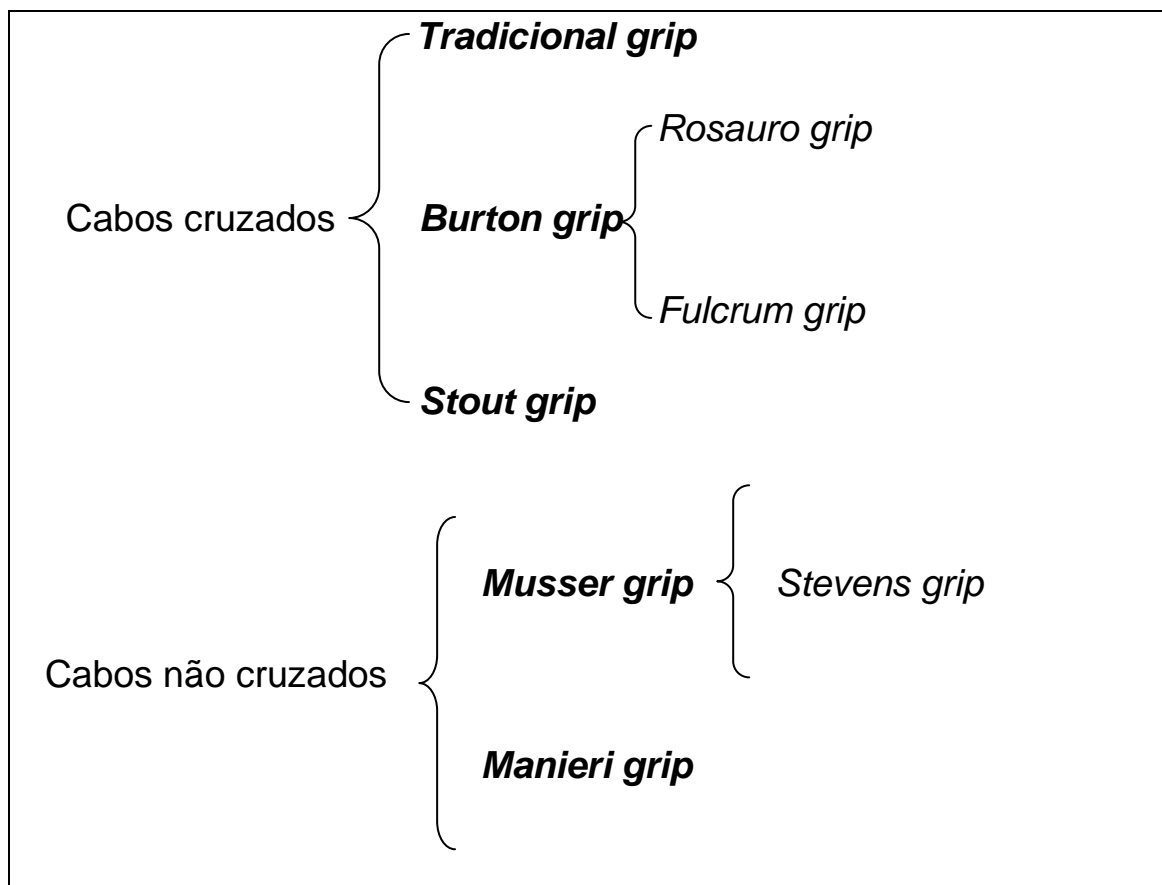 Tradicional grip
Rosauro grip
Cabos cruzados
Burton grip
Fulcrum grip
Stout grip
Musser grip
Stevens grip
Cabos não cruzados
Manieri grip